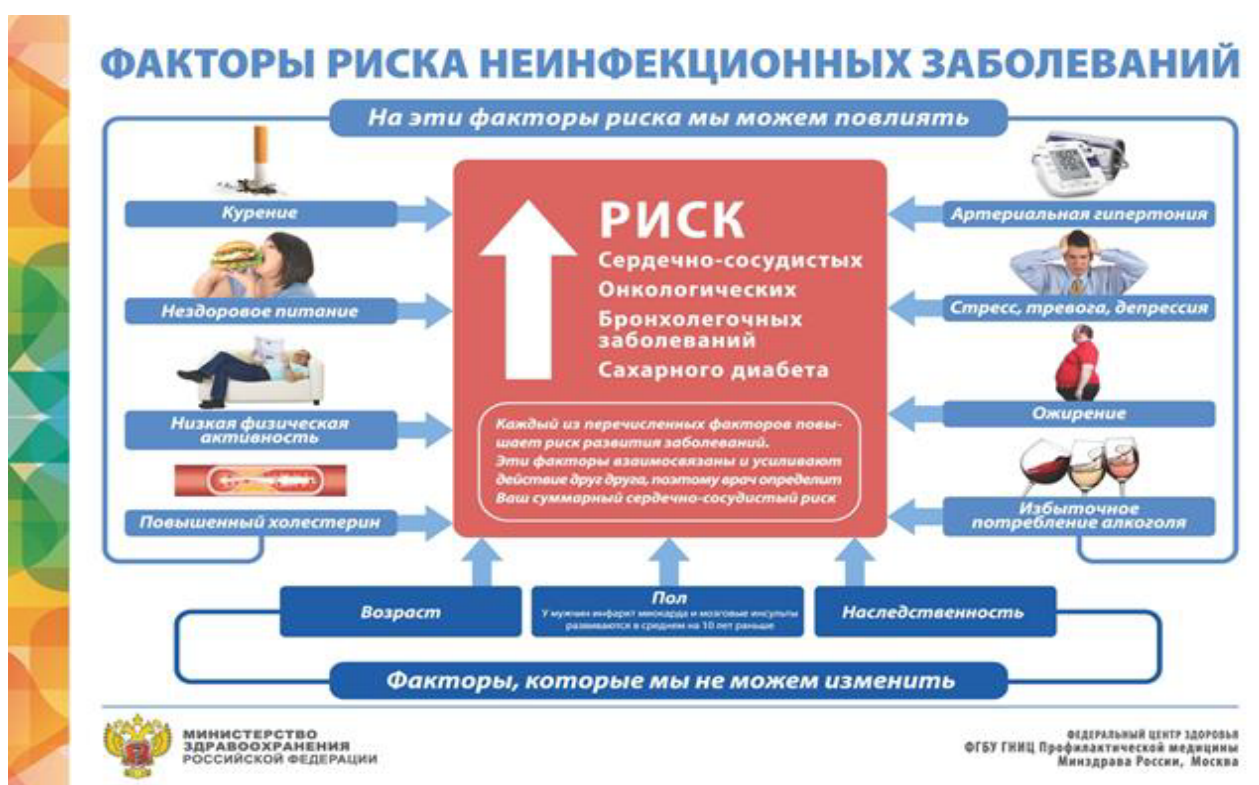 ФАКТОРЫ РИСКА НЕИНФЕКЦИОННЫХ ЗАБОЛЕВАНИЙ
На эти факторы риска мы можем повлиять
Курение
Нездоровое питание
Низкая физическая
активность
Повышенный холестерин
РИСК
Сердечно-сосудистых
Онкологических
Бронхолегочных
заболеваний
Сахарного диабета
Каждый из перечисленных факторов повы-
шает риск развития заболеваний.
Эти факторы взаимосвязаны и усиливают
действие друг друга, поэтому врач определит
Ваш суммарный сердечно-сосудистый риск
Артериальная гипертония
Стресс, тревога, депрессия
Ожирение
Избыточное
потребление алкоголя
Возраст
Пол
У мужчин инфаркт миокарда и мозговые инсульты
развиваются в среднем на 10 лет раньше
Наследственность
Факторы, которые мы не можем изменить
МИНИСТЕРСТВО
ЗДРАВООХРАНЕНИЯ
РОССИЙСКОЙ ФЕДЕРАЦИИ
ФЕДЕРАЛЬНЫЙ ЦЕНТР ЗДОРОВЬЯ
ФГБУ ГНИЦ Профилактической медицины
Минздрава России, Москва